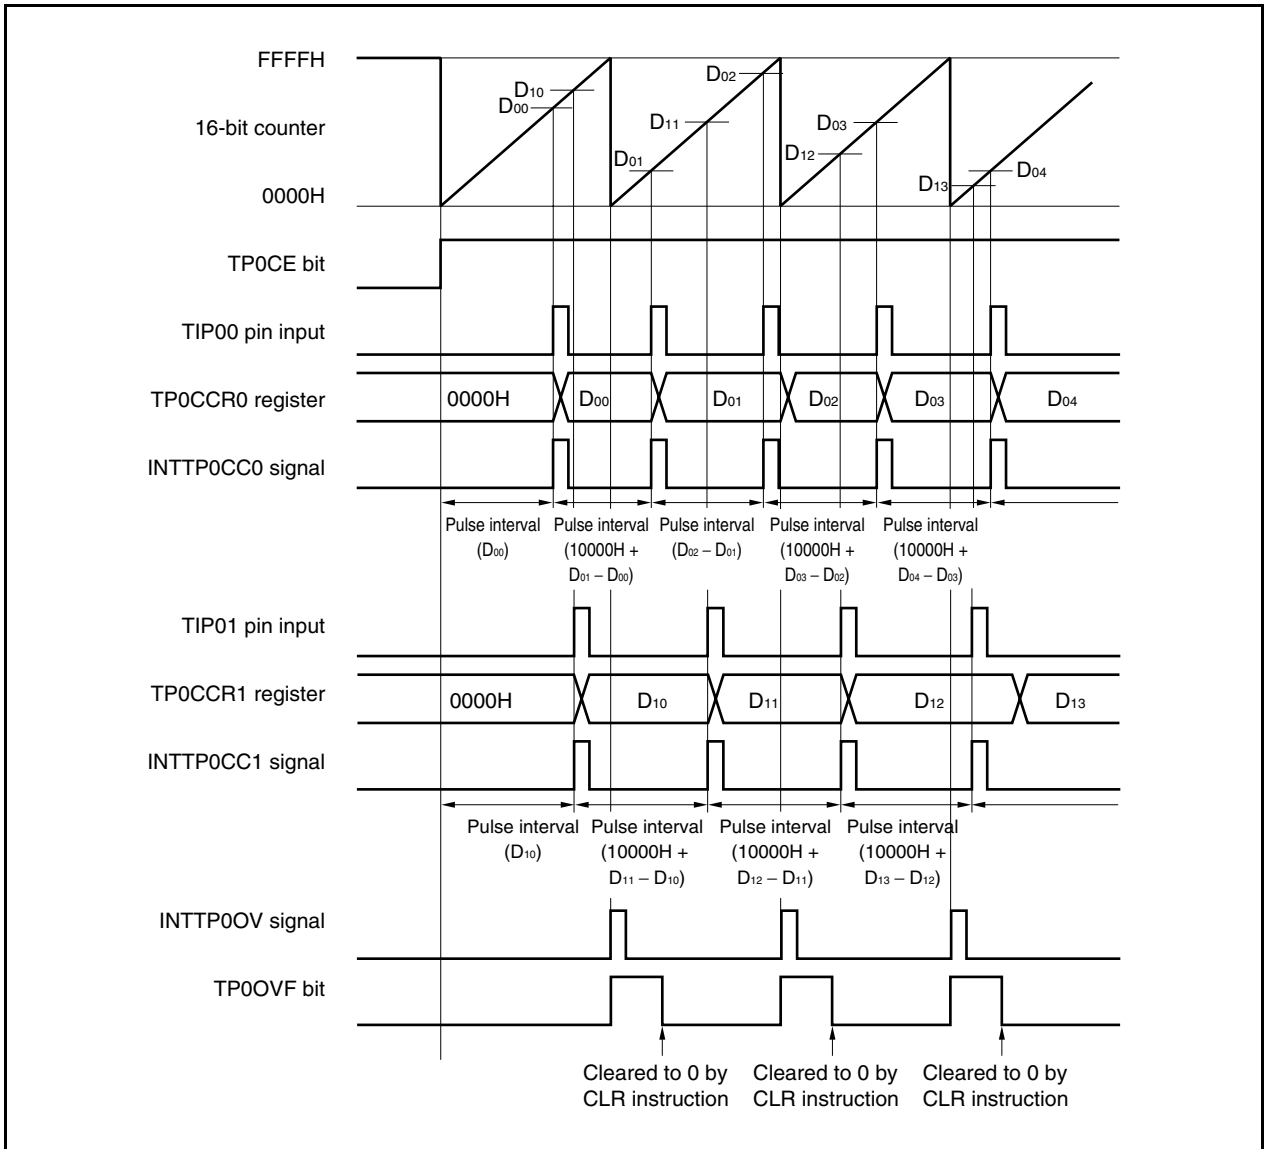 FFFFH
16-bit counter
0000H
D10
D00
D01
D11
D02
D12
D03
D13
D04
TP0CE bit
TIP00 pin input
TP0CCR0 register
0000H
D00
D01
D02
D03
D04
INTTP0CC0 signal
Pulse interval
(D00)
Pulse interval
(10000H +
D01 – D00)
Pulse interval
(D02 – D01)
Pulse interval
(10000H +
D03 – D02)
Pulse interval
(10000H +
D04 – D03)
TIP01 pin input
TP0CCR1 register
0000H
D10
D11
D12
D13
INTTP0CC1 signal
Pulse interval
(D10)
Pulse interval
(10000H +
D11 – D10)
Pulse interval
(10000H +
D12 – D11)
Pulse interval
(10000H +
D13 – D12)
INTTP0OV signal
TP0OVF bit
Cleared to 0 by
CLR instruction
Cleared to 0 by
CLR instruction
Cleared to 0 by
CLR instruction